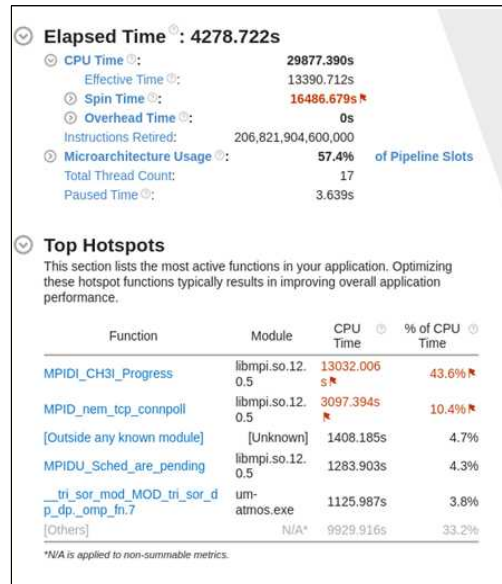 Elapsed Time: 4278.722s
CPU Time: 29877.390s
Effective Time: 13390.712s
Spin Time: 16486.679s
Overhead Time: 0s
Instructions Retired: 206,821,904,600,000
Microarchitecture Usage: 57.4% of Pipeline Slots
Total Thread Count: 17
Paused Time: 3.639s
Top Hotspots
This section lists the most active functions in your application. Optimizing
these hotspot functions typically results in improving overall application
performance.
Function Module CPU Time % of CPU Time
MPIDI_CH3I_Progress libmpi.so.12.0.5 13032.006s 43.6%
MPID_nem_tcp_connpoll libmpi.so.12.0.5 3097.394s 10.4%
[Outside any known module] [Unknown] 1408.185s 4.7%
MPIDU_Sched_are_pending libmpi.so.12.0.5 1283.903s 4.3%
__tri_sor_mod_MOD_tri_sor_dp_dp._omp_fn.7 um-atmos.exe 1125.987s 3.8%
[Others] N/A* 9929.916s 33.2%
*N/A is applied to non-summable metrics.